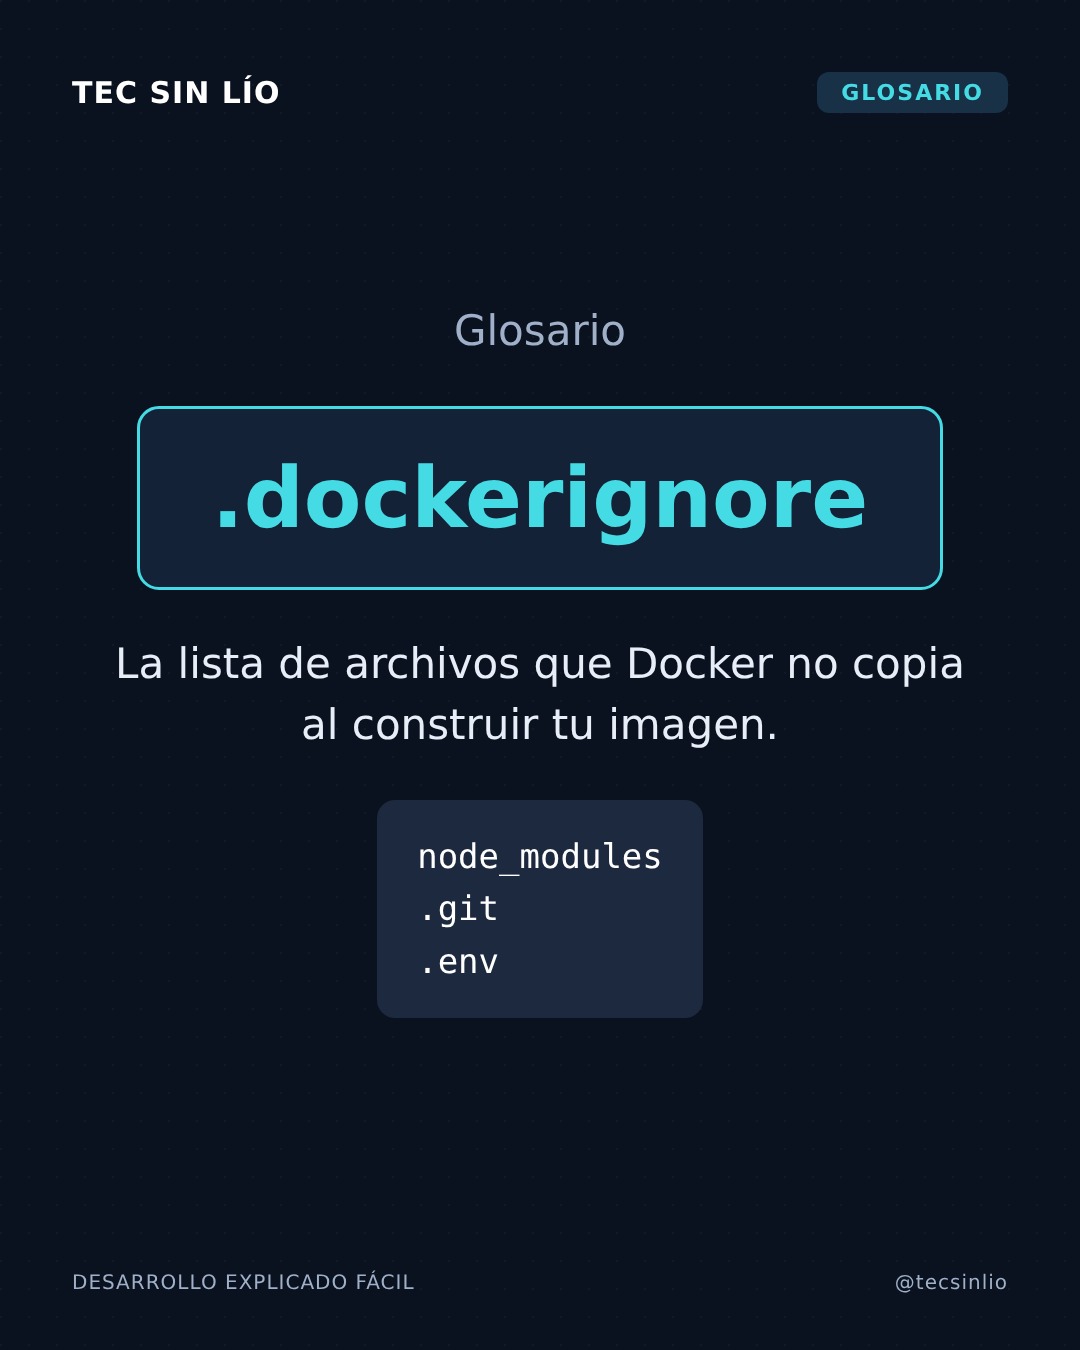 TEC SIN LÍO
GLOSARIO
Glosario
.dockerignore
La lista de archivos que Docker no copia
al construir tu imagen.
node_modules
.git
.env
DESARROLLO EXPLICADO FÁCIL
@tecsinlio